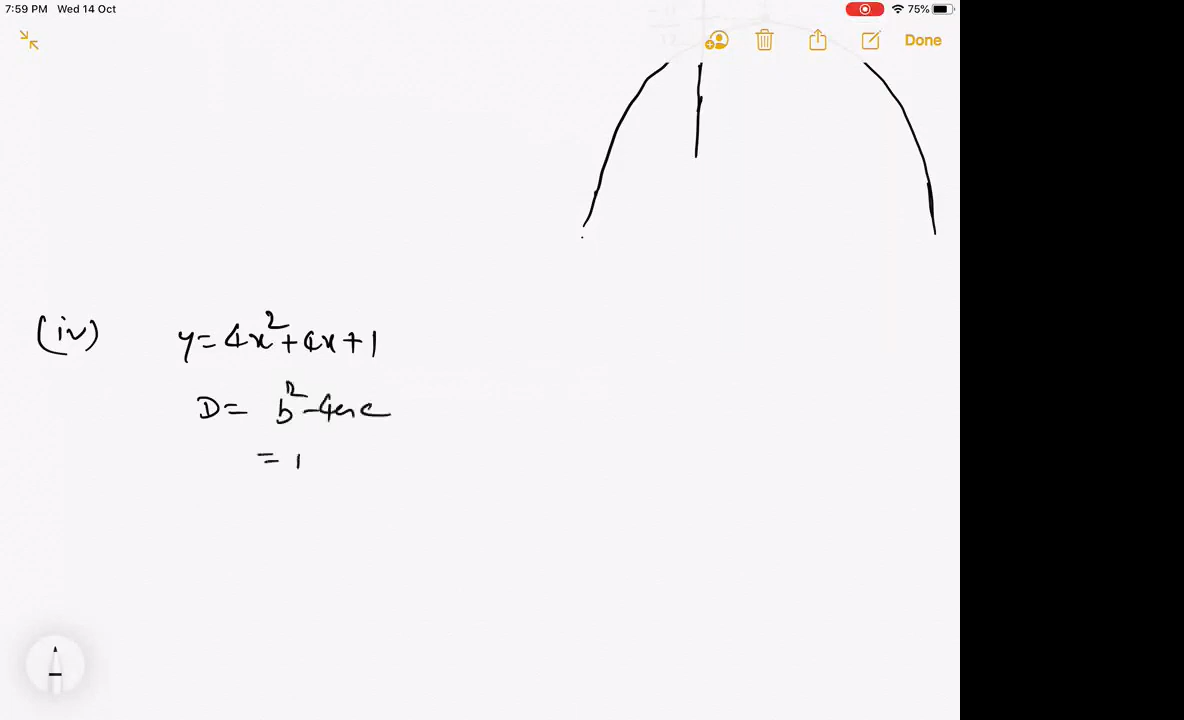 7:59 PM Wed 14 Oct 75%
Done
(iv) y = 4x² + 4x + 1
D = b² - 4ac
= 1